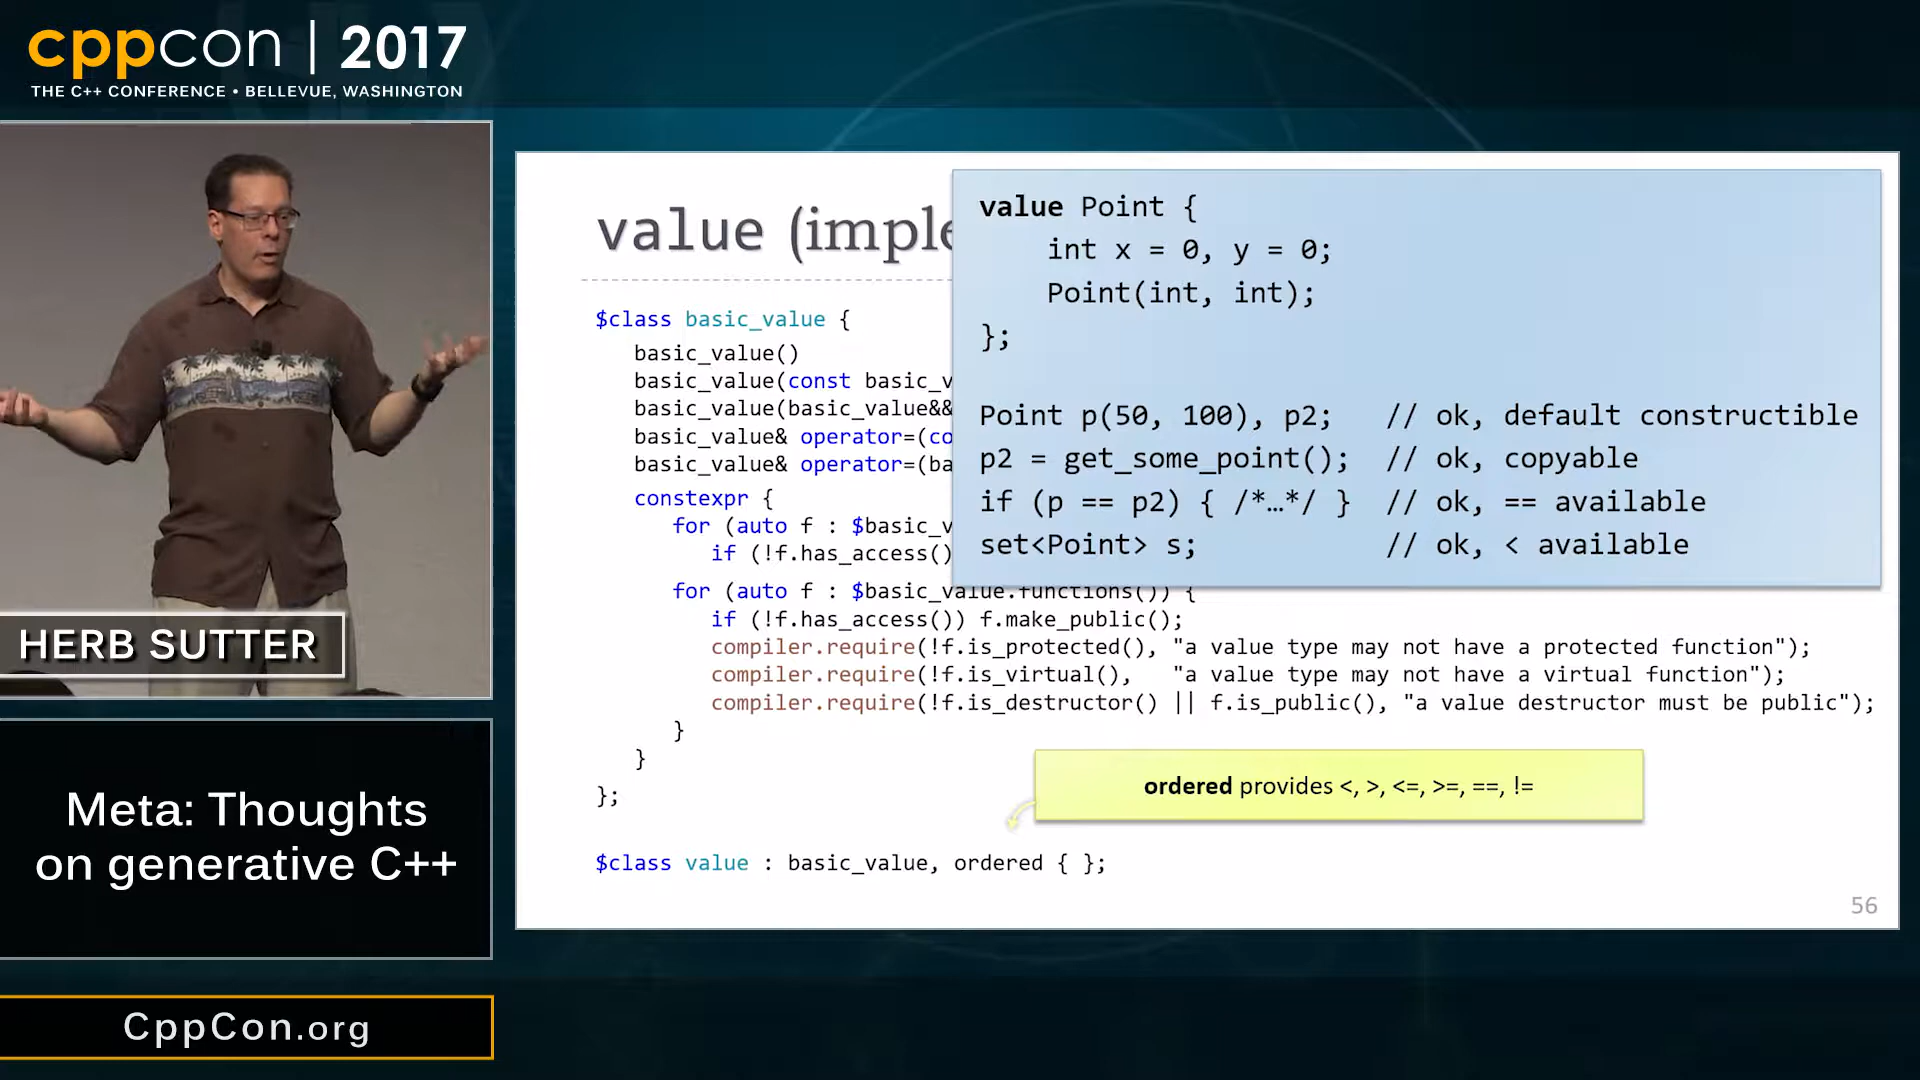 cppcon | 2017
THE C++ CONFERENCE • BELLEVUE, WASHINGTON
HERB SUTTER
Meta: Thoughts
on generative C++
CppCon.org
value (imple
$class basic_value {
basic_value()
basic_value(const basic_v
basic_value(basic_value&&
basic_value& operator=(co
basic_value& operator=(ba
constexpr {
for (auto f : $basic_v
if (!f.has_access()
for (auto f : $basic_value.functions()) {
if (!f.has_access()) f.make_public();
compiler.require(!f.is_protected(), "a value type may not have a protected function");
compiler.require(!f.is_virtual(), "a value type may not have a virtual function");
compiler.require(!f.is_destructor() || f.is_public(), "a value destructor must be public");
}
}
};
$class value : basic_value, ordered { };
value Point {
int x = 0, y = 0;
Point(int, int);
};
Point p(50, 100), p2; // ok, default constructible
p2 = get_some_point(); // ok, copyable
if (p == p2) { /*…*/ } // ok, == available
set<Point> s; // ok, < available
ordered provides <, >, <=, >=, ==, !=
56